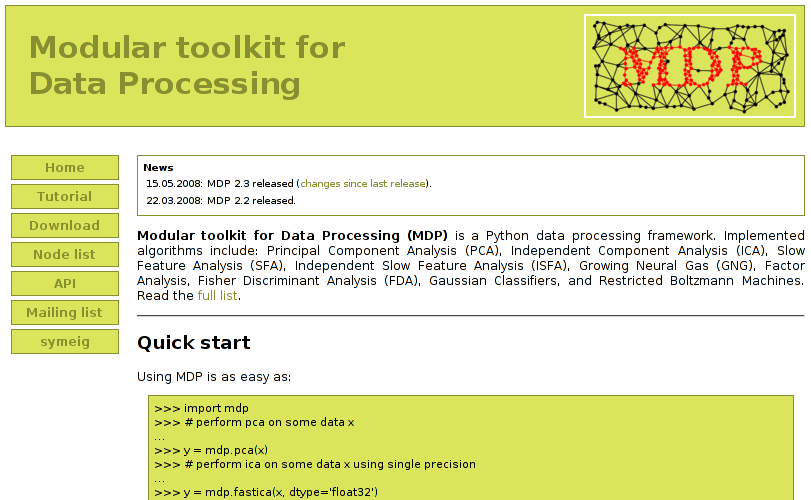 Modular toolkit for
Data Processing
MDP
Home
Tutorial
Download
Node list
API
Mailing list
symeig
News
15.05.2008: MDP 2.3 released (changes since last release).
22.03.2008: MDP 2.2 released.
Modular toolkit for Data Processing (MDP) is a Python data processing framework. Implemented
algorithms include: Principal Component Analysis (PCA), Independent Component Analysis (ICA), Slow
Feature Analysis (SFA), Independent Slow Feature Analysis (ISFA), Growing Neural Gas (GNG), Factor
Analysis, Fisher Discriminant Analysis (FDA), Gaussian Classifiers, and Restricted Boltzmann Machines.
Read the full list.
Quick start
Using MDP is as easy as:
>>> import mdp
>>> # perform pca on some data x
...
>>> y = mdp.pca(x)
>>> # perform ica on some data x using single precision
...
>>> y = mdp.fastica(x, dtype='float32')